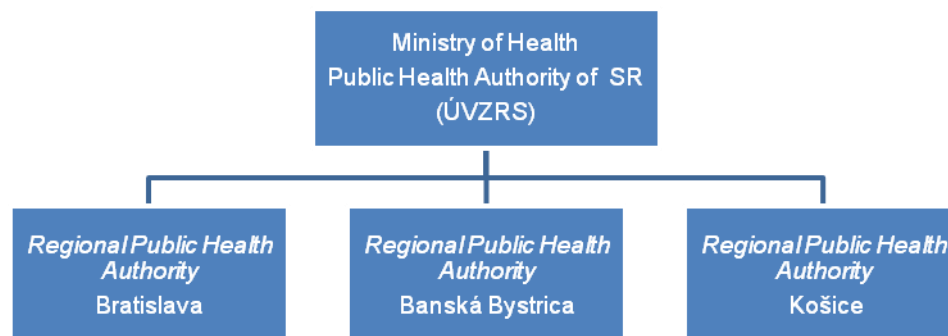 Ministry of Health
Public Health Authority of SR
(ÚVZRS)
Regional Public Health
Authority
Bratislava
Regional Public Health
Authority
Banská Bystrica
Regional Public Health
Authority
Košice